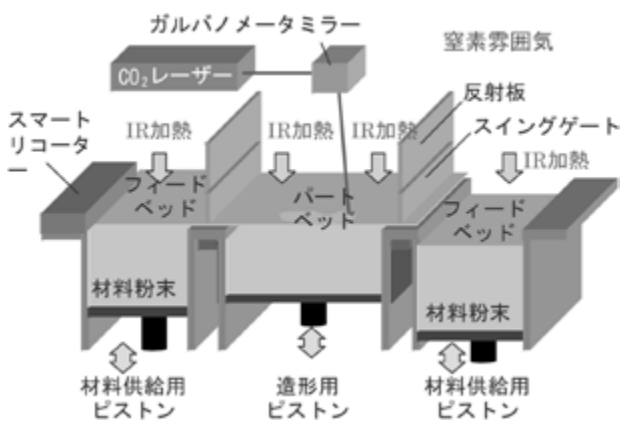 ガルバノメータミラー
窒素雰囲気
CO2レーザー
反射板
スマート
リコータ
ー
IR加熱
IR加熱
IR加熱
スイングゲート
IR加熱
フィード
ベッド
パート
ベッド
フィード
ベッド
材料粉末
材料粉末
材料供給用
ピストン
造形用
ピストン
材料供給用
ピストン